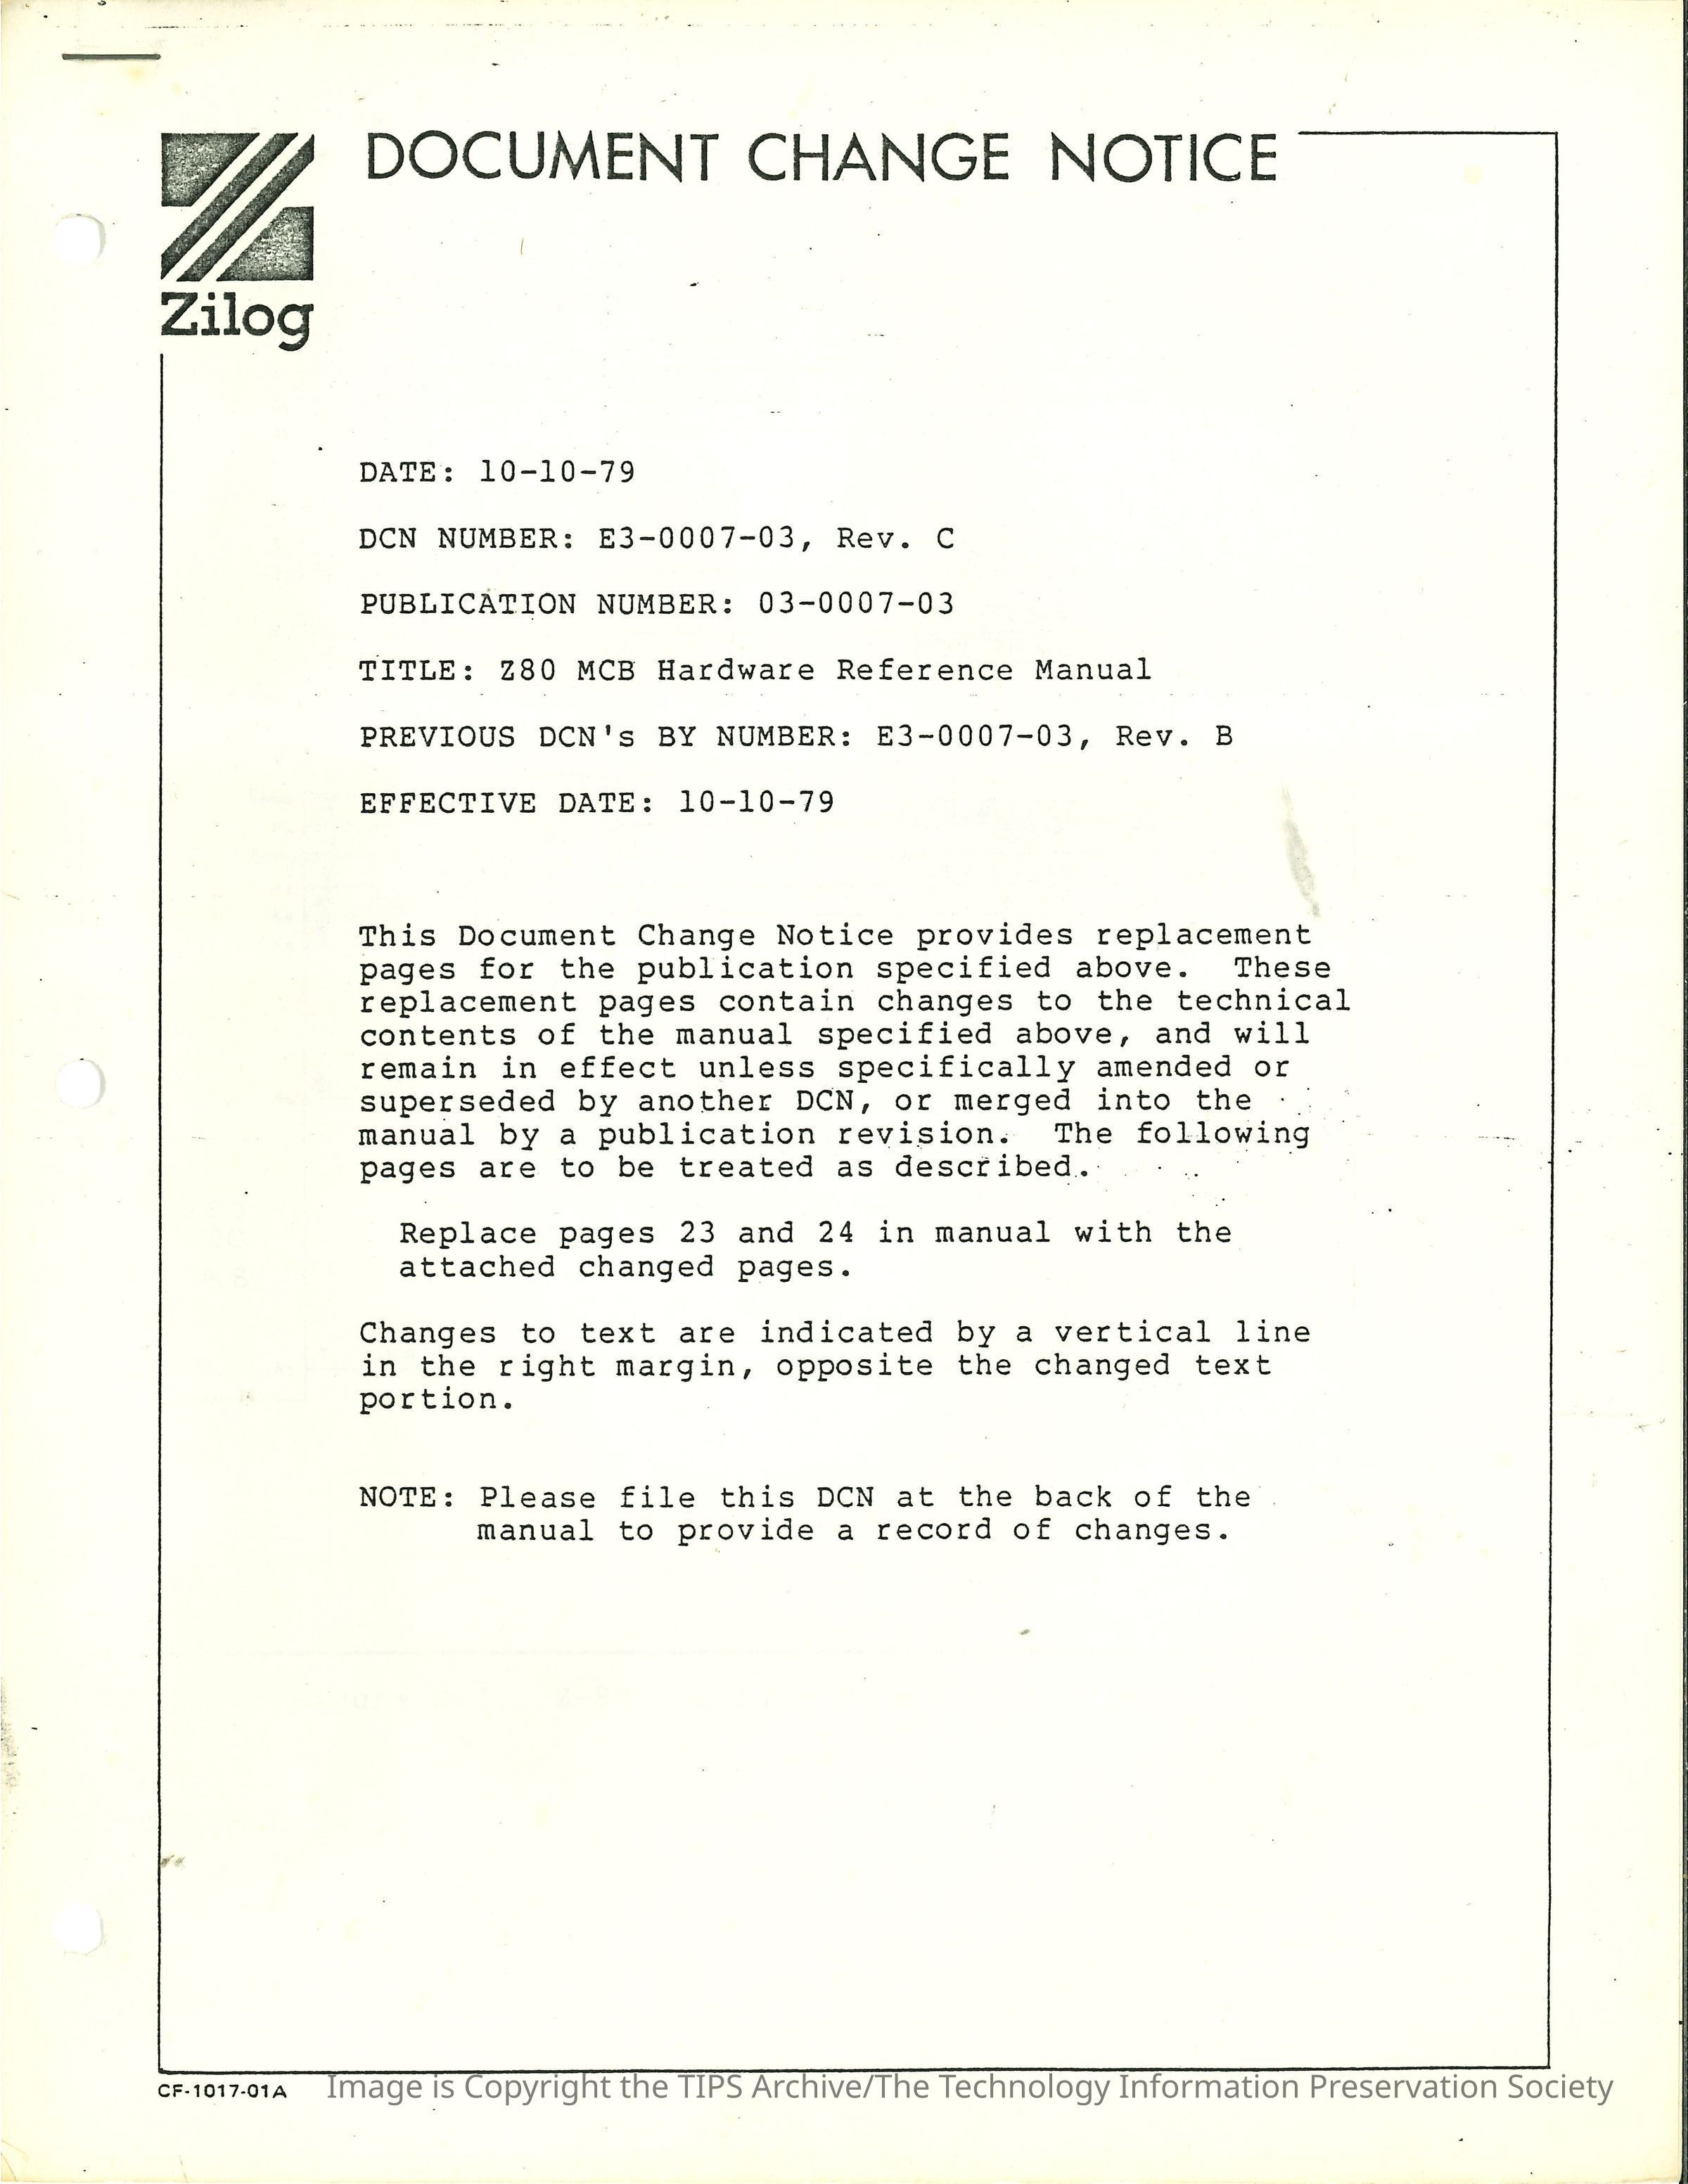 DOCUMENT CHANGE NOTICE
Zilog
DATE: 10-10-79
DCN NUMBER: E3-0007-03, Rev. C
PUBLICATION NUMBER: 03-0007-03
TITLE: Z80 MCB Hardware Reference Manual
PREVIOUS DCN's BY NUMBER: E3-0007-03, Rev. B
EFFECTIVE DATE: 10-10-79
This Document Change Notice provides replacement
pages for the publication specified above. These
replacement pages contain changes to the technical
contents of the manual specified above, and will
remain in effect unless specifically amended or
superseded by another DCN, or merged into the
manual by a publication revision. The following
pages are to be treated as described.
Replace pages 23 and 24 in manual with the
attached changed pages.
Changes to text are indicated by a vertical line
in the right margin, opposite the changed text
portion.
NOTE: Please file this DCN at the back of the
manual to provide a record of changes.
CF-1017-01A
Image is Copyright the TIPS Archive/The Technology Information Preservation Society